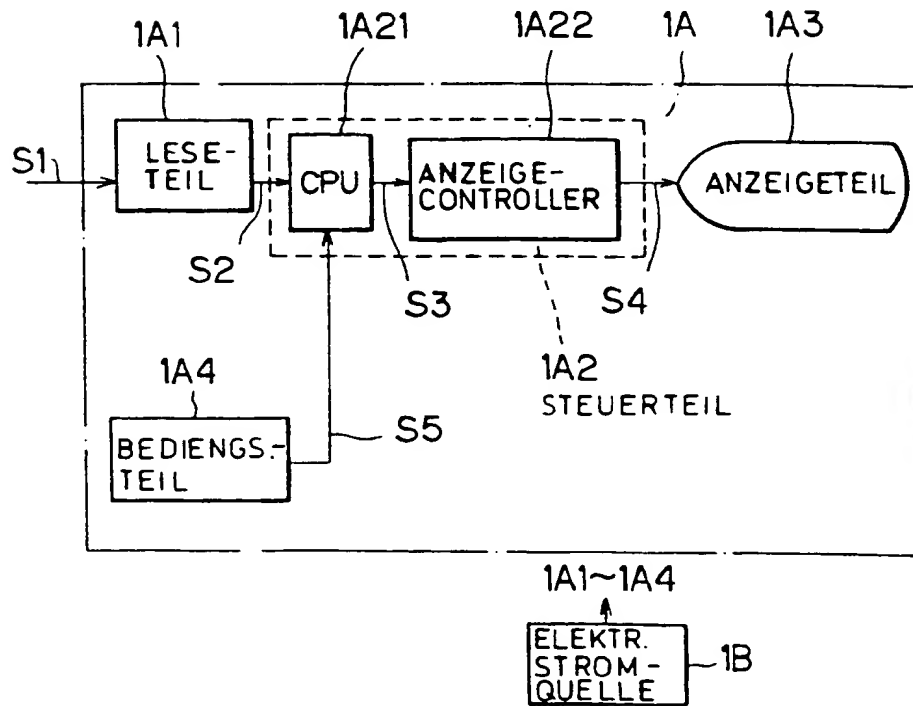 1A1
1A21
1A22
1A
1A3
S1
LESE-
TEIL
CPU
ANZEIGE-
CONTROLLER
ANZEIGETEIL
S2
S3
S4
1A4
1A2
STEUERTEIL
BEDIENGS.-
TEIL
S5
1A1~1A4
ELEKTR.
STROM-
QUELLE
1B